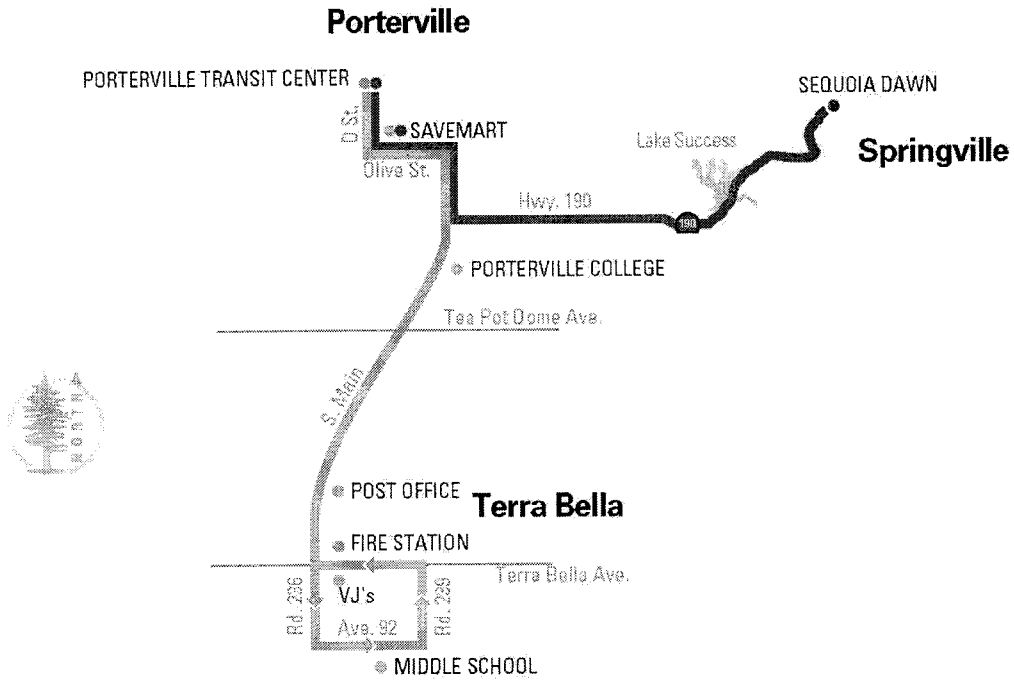 Porterville
PORTERVILLE TRANSIT CENTER
SEQUOIA DAWN
D St.
SAVEMART
Lake Success
Springville
Olive St.
Hwy. 190
190
PORTERVILLE COLLEGE
Tea Pot Dome Ave.
S. Main
NORTH
POST OFFICE
Terra Bella
FIRE STATION
Terra Bella Ave.
Rd. 236
VJ's
Rd. 239
Ave. 92
MIDDLE SCHOOL